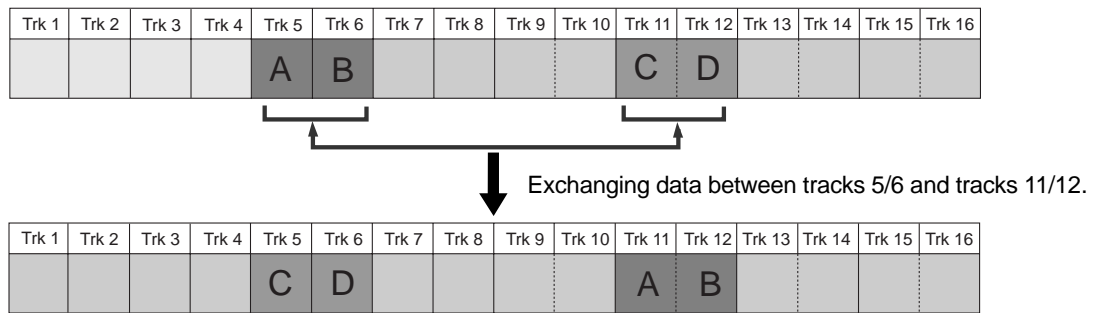 Trk 1 Trk 2 Trk 3 Trk 4 Trk 5 Trk 6 Trk 7 Trk 8 Trk 9 Trk 10 Trk 11 Trk 12 Trk 13 Trk 14 Trk 15 Trk 16
A B C D
Exchanging data between tracks 5/6 and tracks 11/12.
Trk 1 Trk 2 Trk 3 Trk 4 Trk 5 Trk 6 Trk 7 Trk 8 Trk 9 Trk 10 Trk 11 Trk 12 Trk 13 Trk 14 Trk 15 Trk 16
C D A B